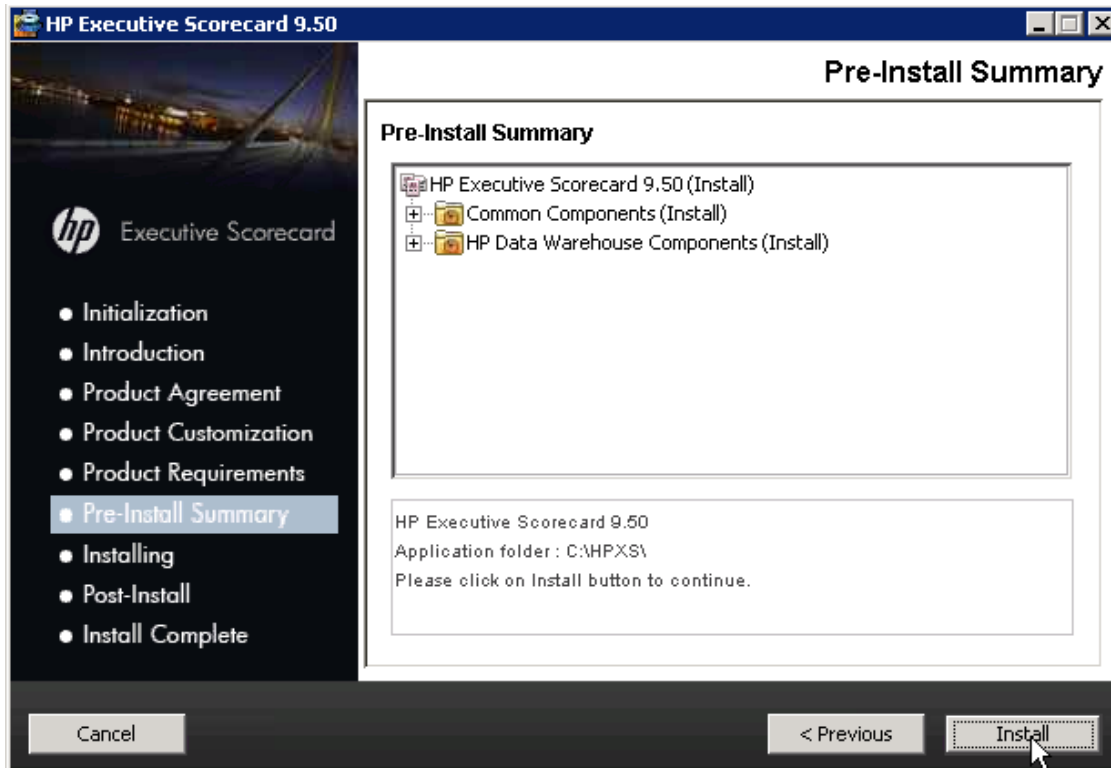 HP Executive Scorecard 9.50
Pre-Install Summary
hp Executive Scorecard
Initialization
Introduction
Product Agreement
Product Customization
Product Requirements
Pre-Install Summary
Installing
Post-Install
Install Complete
Pre-Install Summary
HP Executive Scorecard 9.50 (Install)
Common Components (Install)
HP Data Warehouse Components (Install)
HP Executive Scorecard 9.50
Application folder : C:\HPXS\
Please click on Install button to continue.
Cancel
< Previous
Install